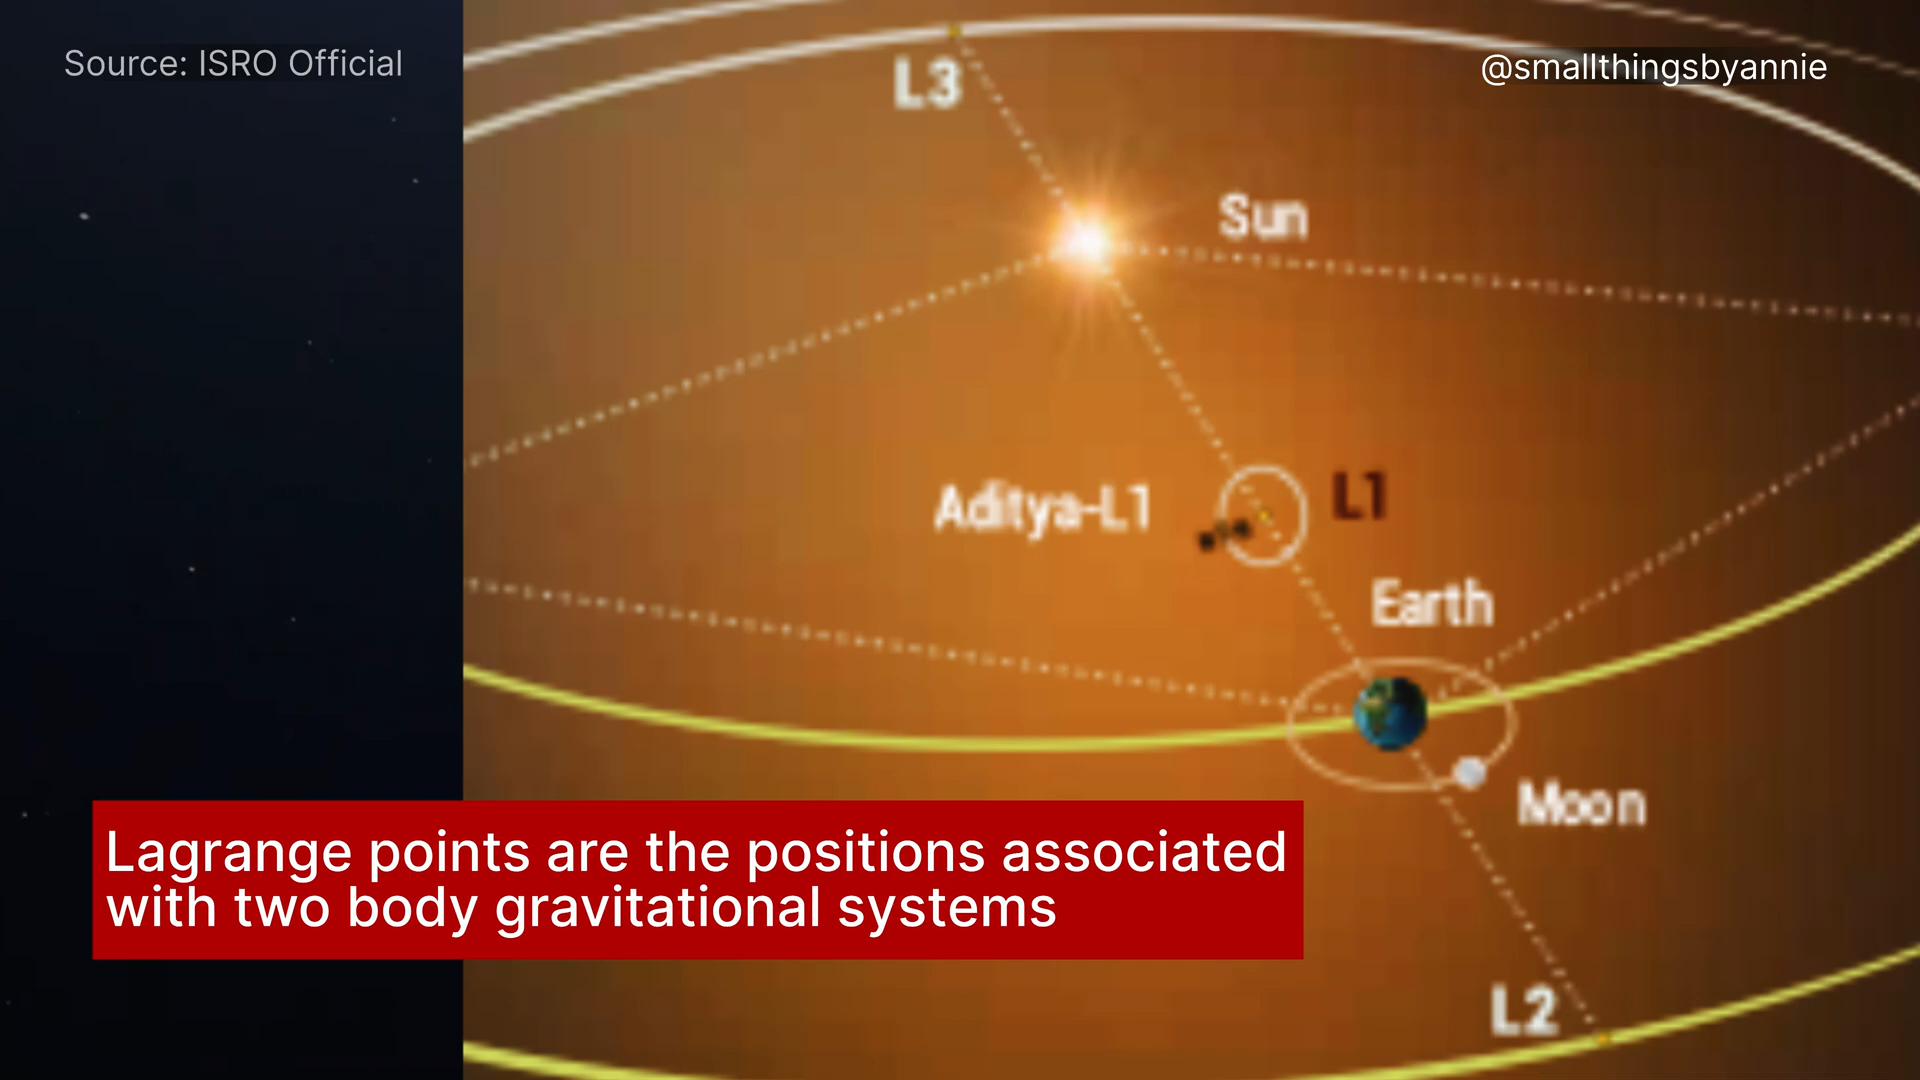 Source: ISRO Official
@smallthingsbyannie
L3
Sun
Aditya-L1
L1
Earth
Moon
Lagrange points are the positions associated
with two body gravitational systems
L2